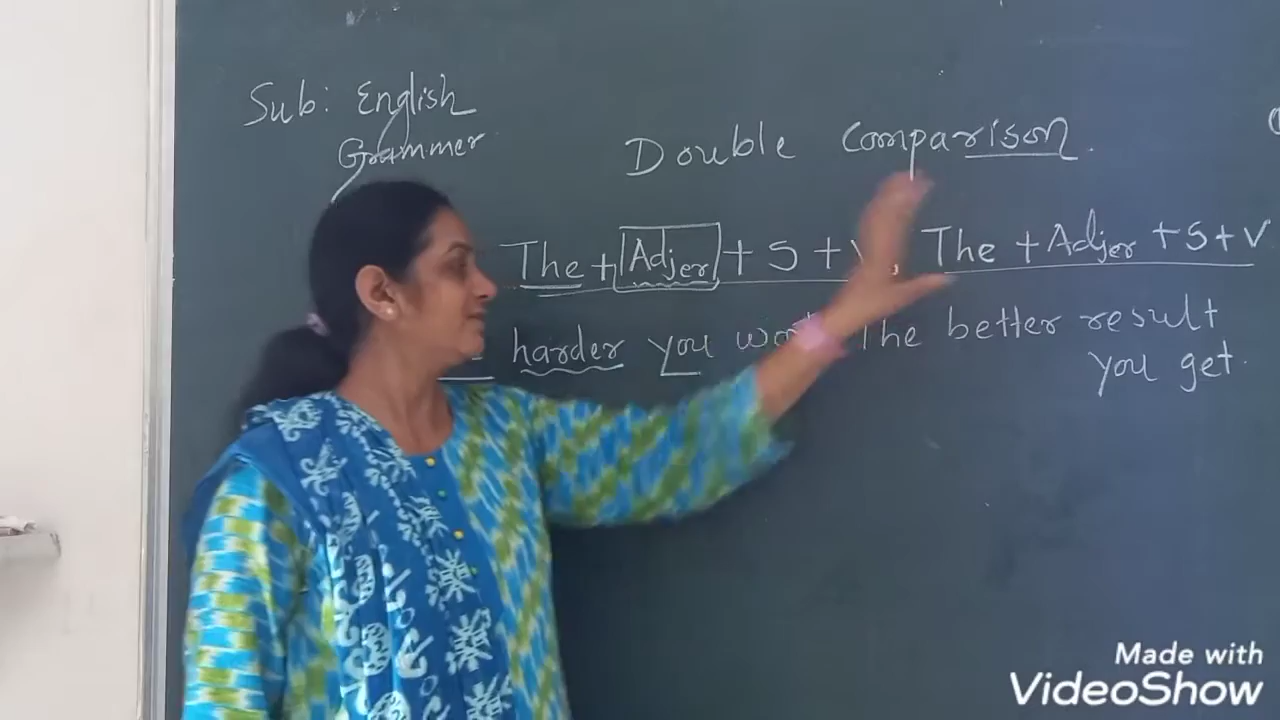 Sub: English
Grammer
Double Comparison.
The + Adjer + S + V, The + Adjer + S + V
harder you work The better result
you get.
Made with
VideoShow